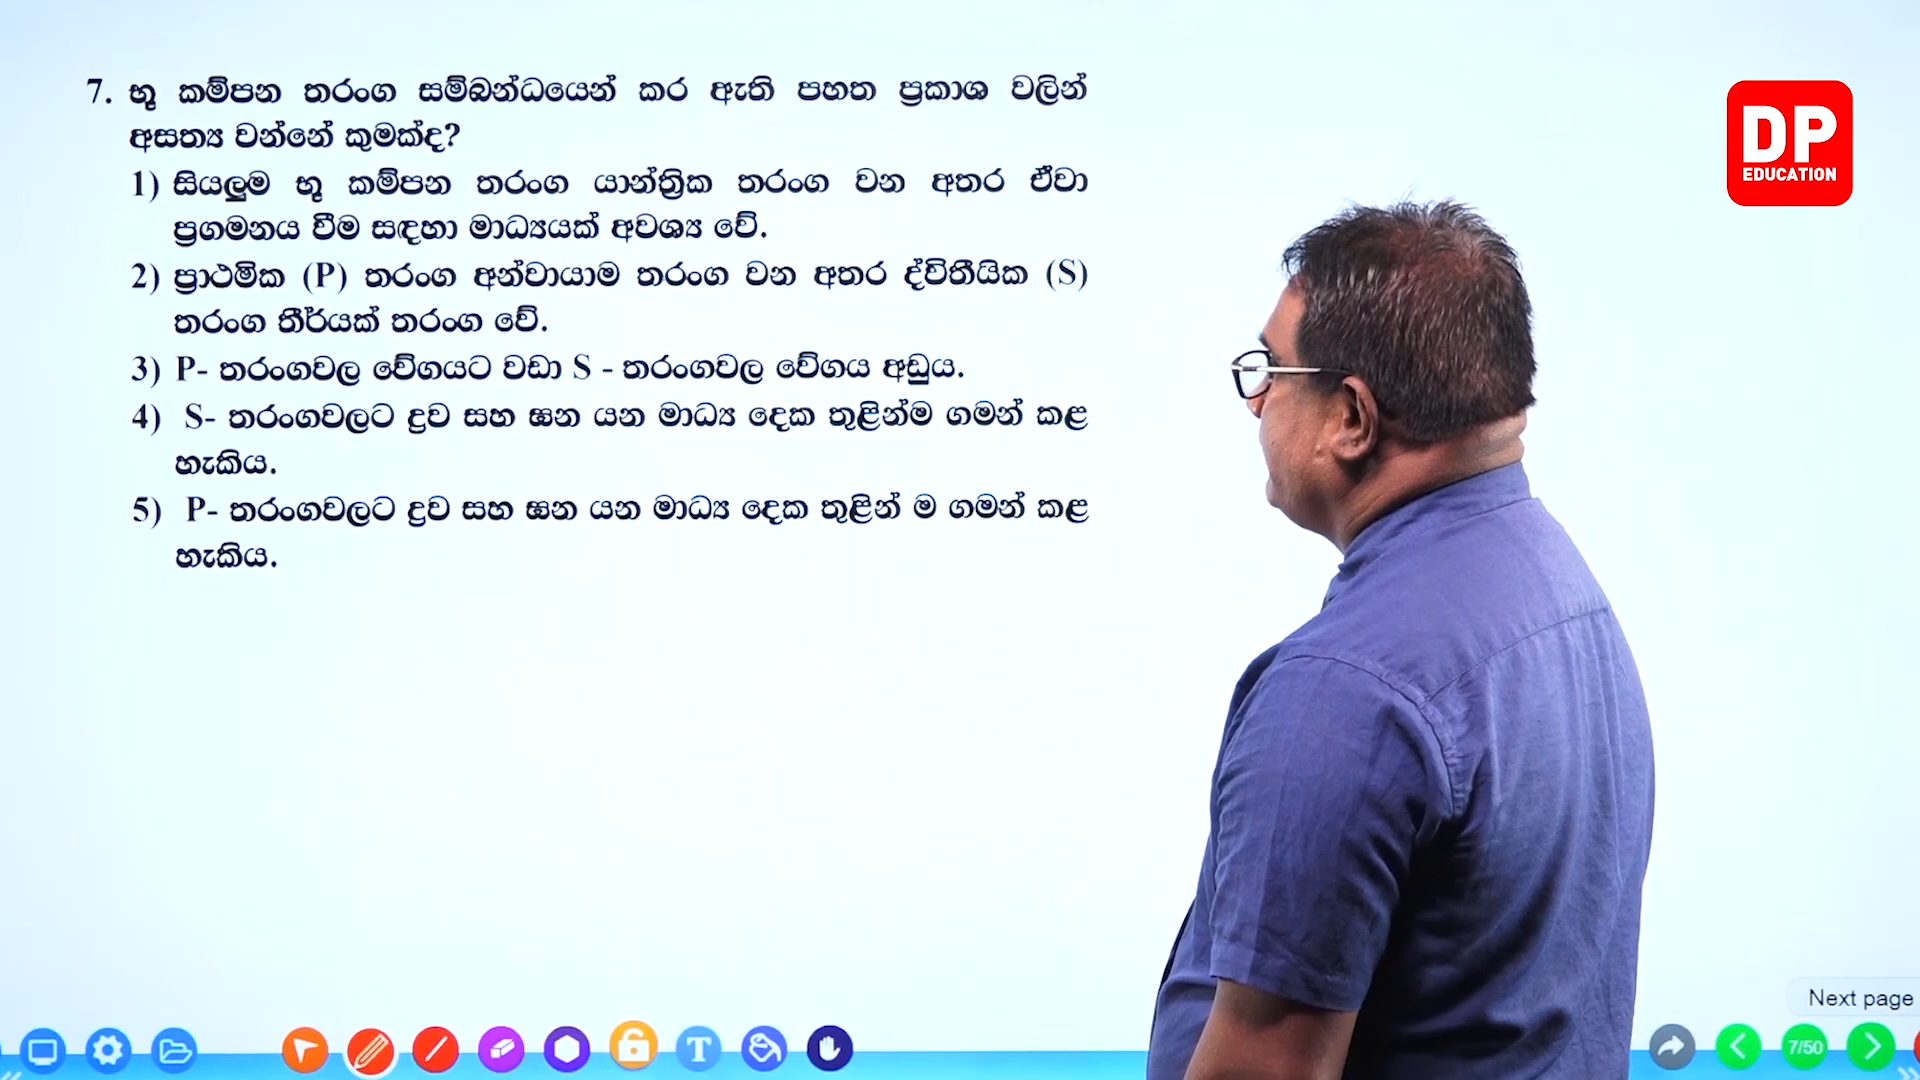 7. භූ කම්පන තරංග සම්බන්ධයෙන් කර ඇති පහත ප්‍රකාශ වලින්
අසත්‍ය වන්නේ කුමක්ද?
1) සියලුම භූ කම්පන තරංග යාන්ත්‍රික තරංග වන අතර ඒවා
ප්‍රගමනය වීම සඳහා මාධ්‍යයක් අවශ්‍ය වේ.
2) ප්‍රාථමික (P) තරංග අන්වායාම තරංග වන අතර ද්විතීයික (S)
තරංග තීර්යක් තරංග වේ.
3) P- තරංගවල වේගයට වඩා S - තරංගවල වේගය අඩුය.
4) S- තරංගවලට ද්‍රව සහ ඝන යන මාධ්‍ය දෙක තුළින්ම ගමන් කළ
හැකිය.
5) P- තරංගවලට ද්‍රව සහ ඝන යන මාධ්‍ය දෙක තුළින් ම ගමන් කළ
හැකිය.
DP
EDUCATION
Next page
T
7/50